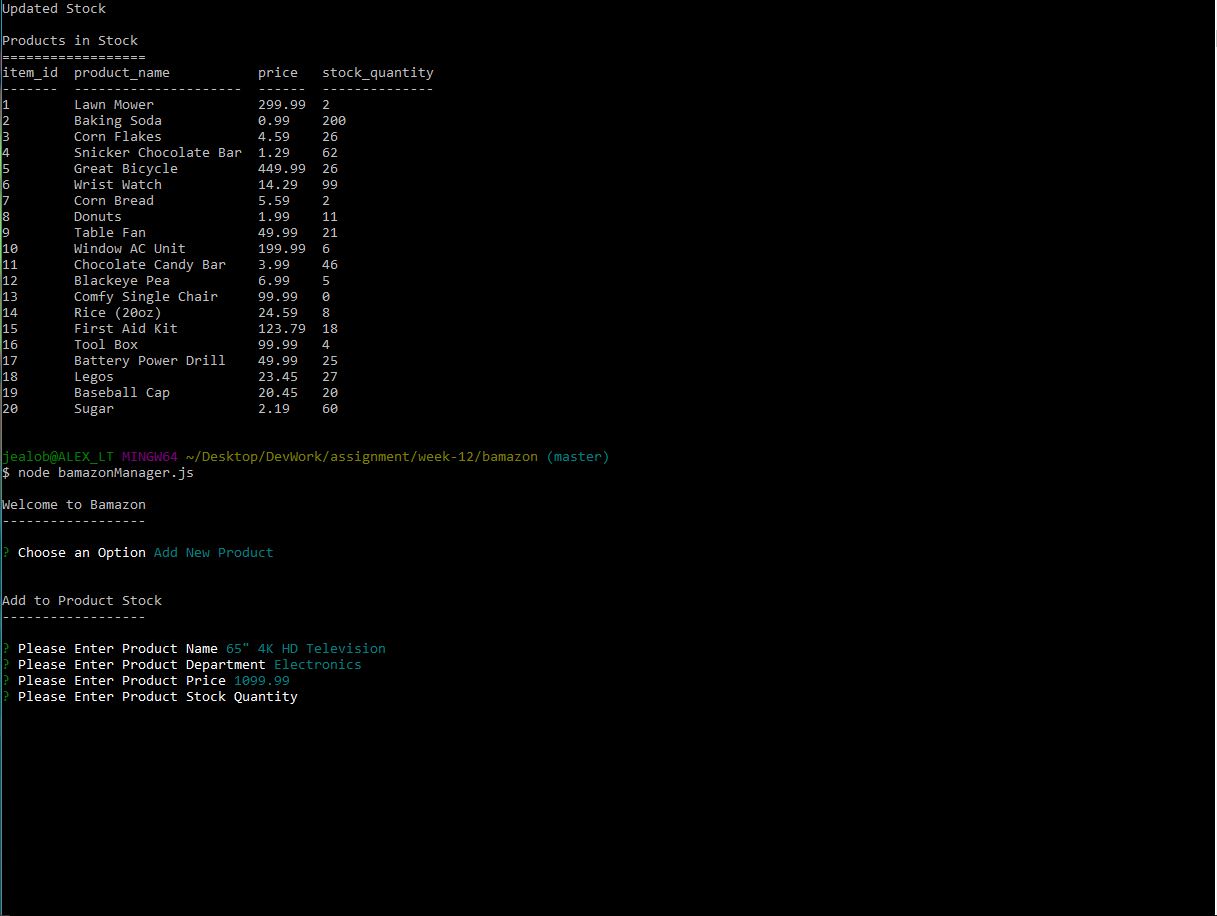 Updated Stock
Products in Stock
==================
item_id  product_name           price   stock_quantity
-------  ---------------------  ------  --------------
1        Lawn Mower             299.99  2
2        Baking Soda            0.99    200
3        Corn Flakes            4.59    26
4        Snicker Chocolate Bar  1.29    62
5        Great Bicycle          449.99  26
6        Wrist Watch            14.29   99
7        Corn Bread             5.59    2
8        Donuts                 1.99    11
9        Table Fan              49.99   21
10       Window AC Unit         199.99  6
11       Chocolate Candy Bar    3.99    46
12       Blackeye Pea           6.99    5
13       Comfy Single Chair     99.99   0
14       Rice (20oz)            24.59   8
15       First Aid Kit          123.79  18
16       Tool Box               99.99   4
17       Battery Power Drill    49.99   25
18       Legos                  23.45   27
19       Baseball Cap           20.45   20
20       Sugar                  2.19    60
jealob@ALEX_LT MINGW64 ~/Desktop/DevWork/assignment/week-12/bamazon (master)
$ node bamazonManager.js
Welcome to Bamazon
------------------
? Choose an Option Add New Product
Add to Product Stock
------------------
? Please Enter Product Name 65" 4K HD Television
? Please Enter Product Department Electronics
? Please Enter Product Price 1099.99
? Please Enter Product Stock Quantity